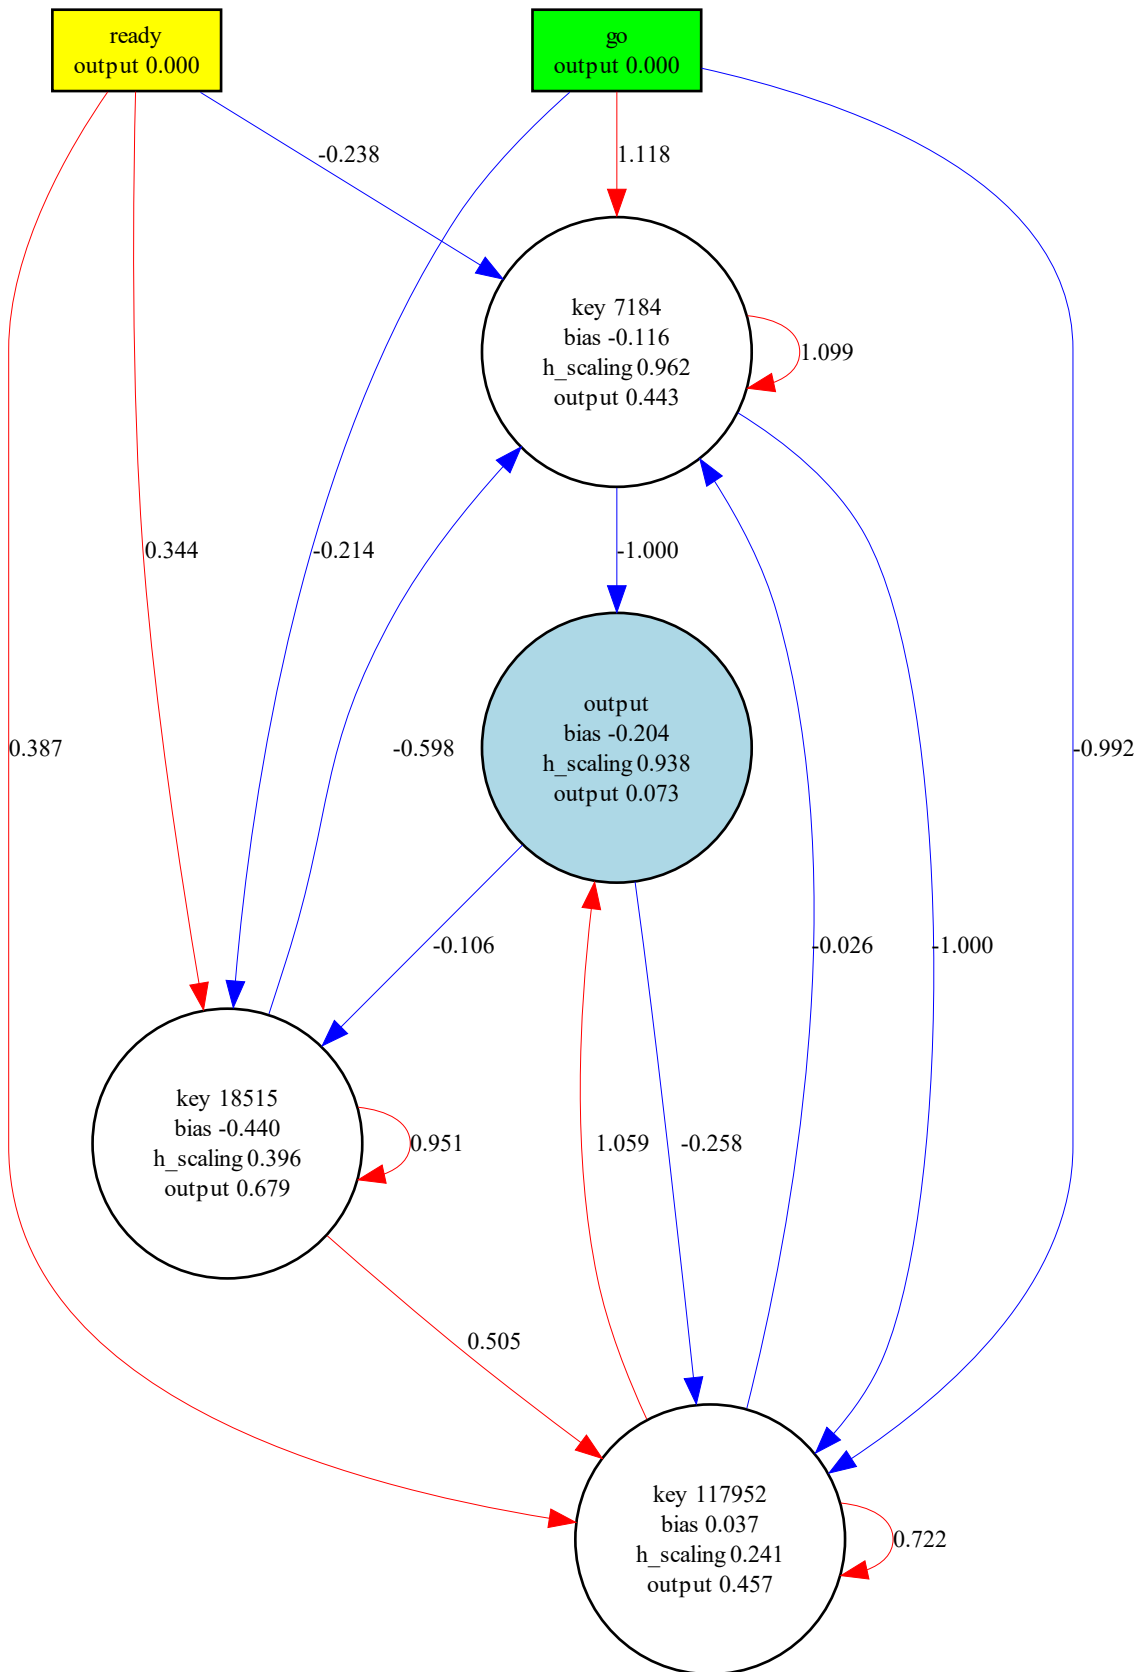 ready
output 0.000
go
output 0.000
-0.238
1.118
key 7184
bias -0.116
h_scaling 0.962
output 0.443
1.099
0.344
-0.214
-1.000
output
bias -0.204
h_scaling 0.938
output 0.073
0.387
-0.598
-0.992
-0.106
-0.026
-1.000
key 18515
bias -0.440
h_scaling 0.396
output 0.679
0.951
1.059
-0.258
0.505
key 117952
bias 0.037
h_scaling 0.241
output 0.457
0.722